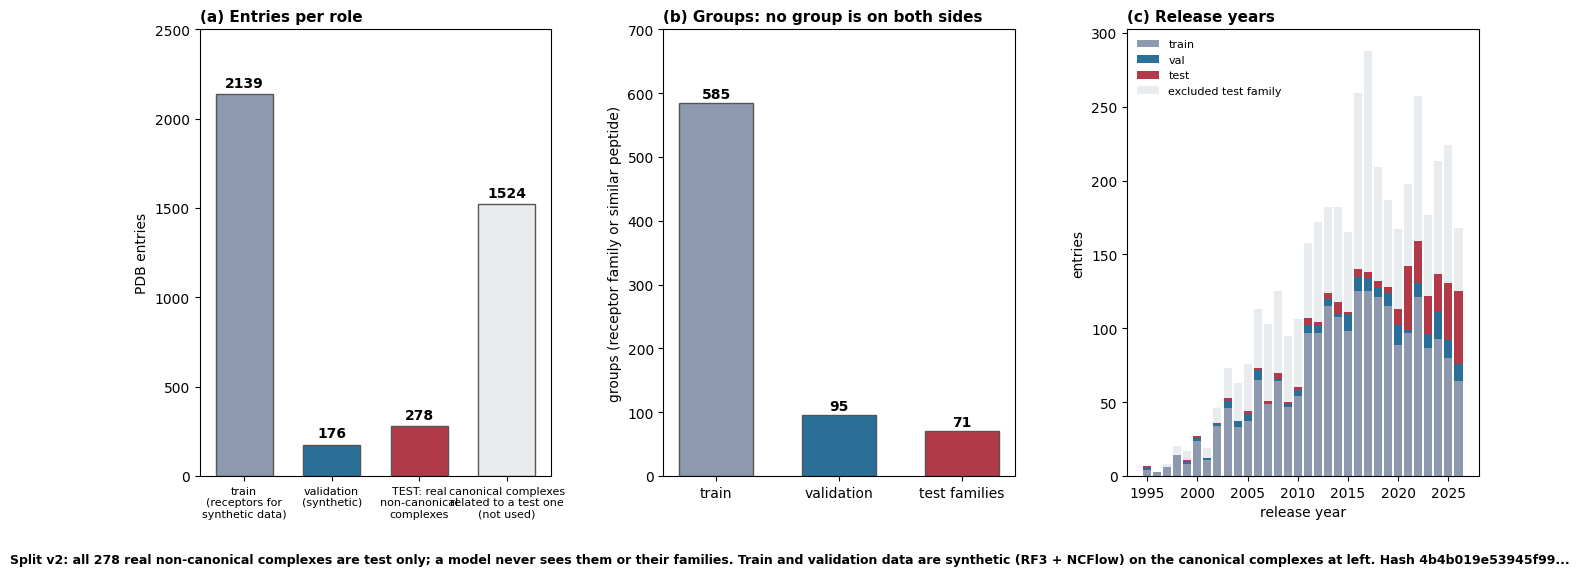 (a) Entries per role
2500
2000
1500
1000
500
0
PDB entries
2139
176
278
1524
train
(receptors for
synthetic data)
validation
(synthetic)
TEST: real
non-canonical
complexes
canonical complexes
related to a test one
(not used)
(b) Groups: no group is on both sides
700
600
500
400
300
200
100
0
groups (receptor family or similar peptide)
585
95
71
train
validation
test families
(c) Release years
300
250
200
150
100
50
0
entries
train
val
test
excluded test family
1995
2000
2005
2010
2015
2020
2025
release year
Split v2: all 278 real non-canonical complexes are test only; a model never sees them or their families. Train and validation data are synthetic (RF3 + NCFlow) on the canonical complexes at left. Hash 4b4b019e53945f99...